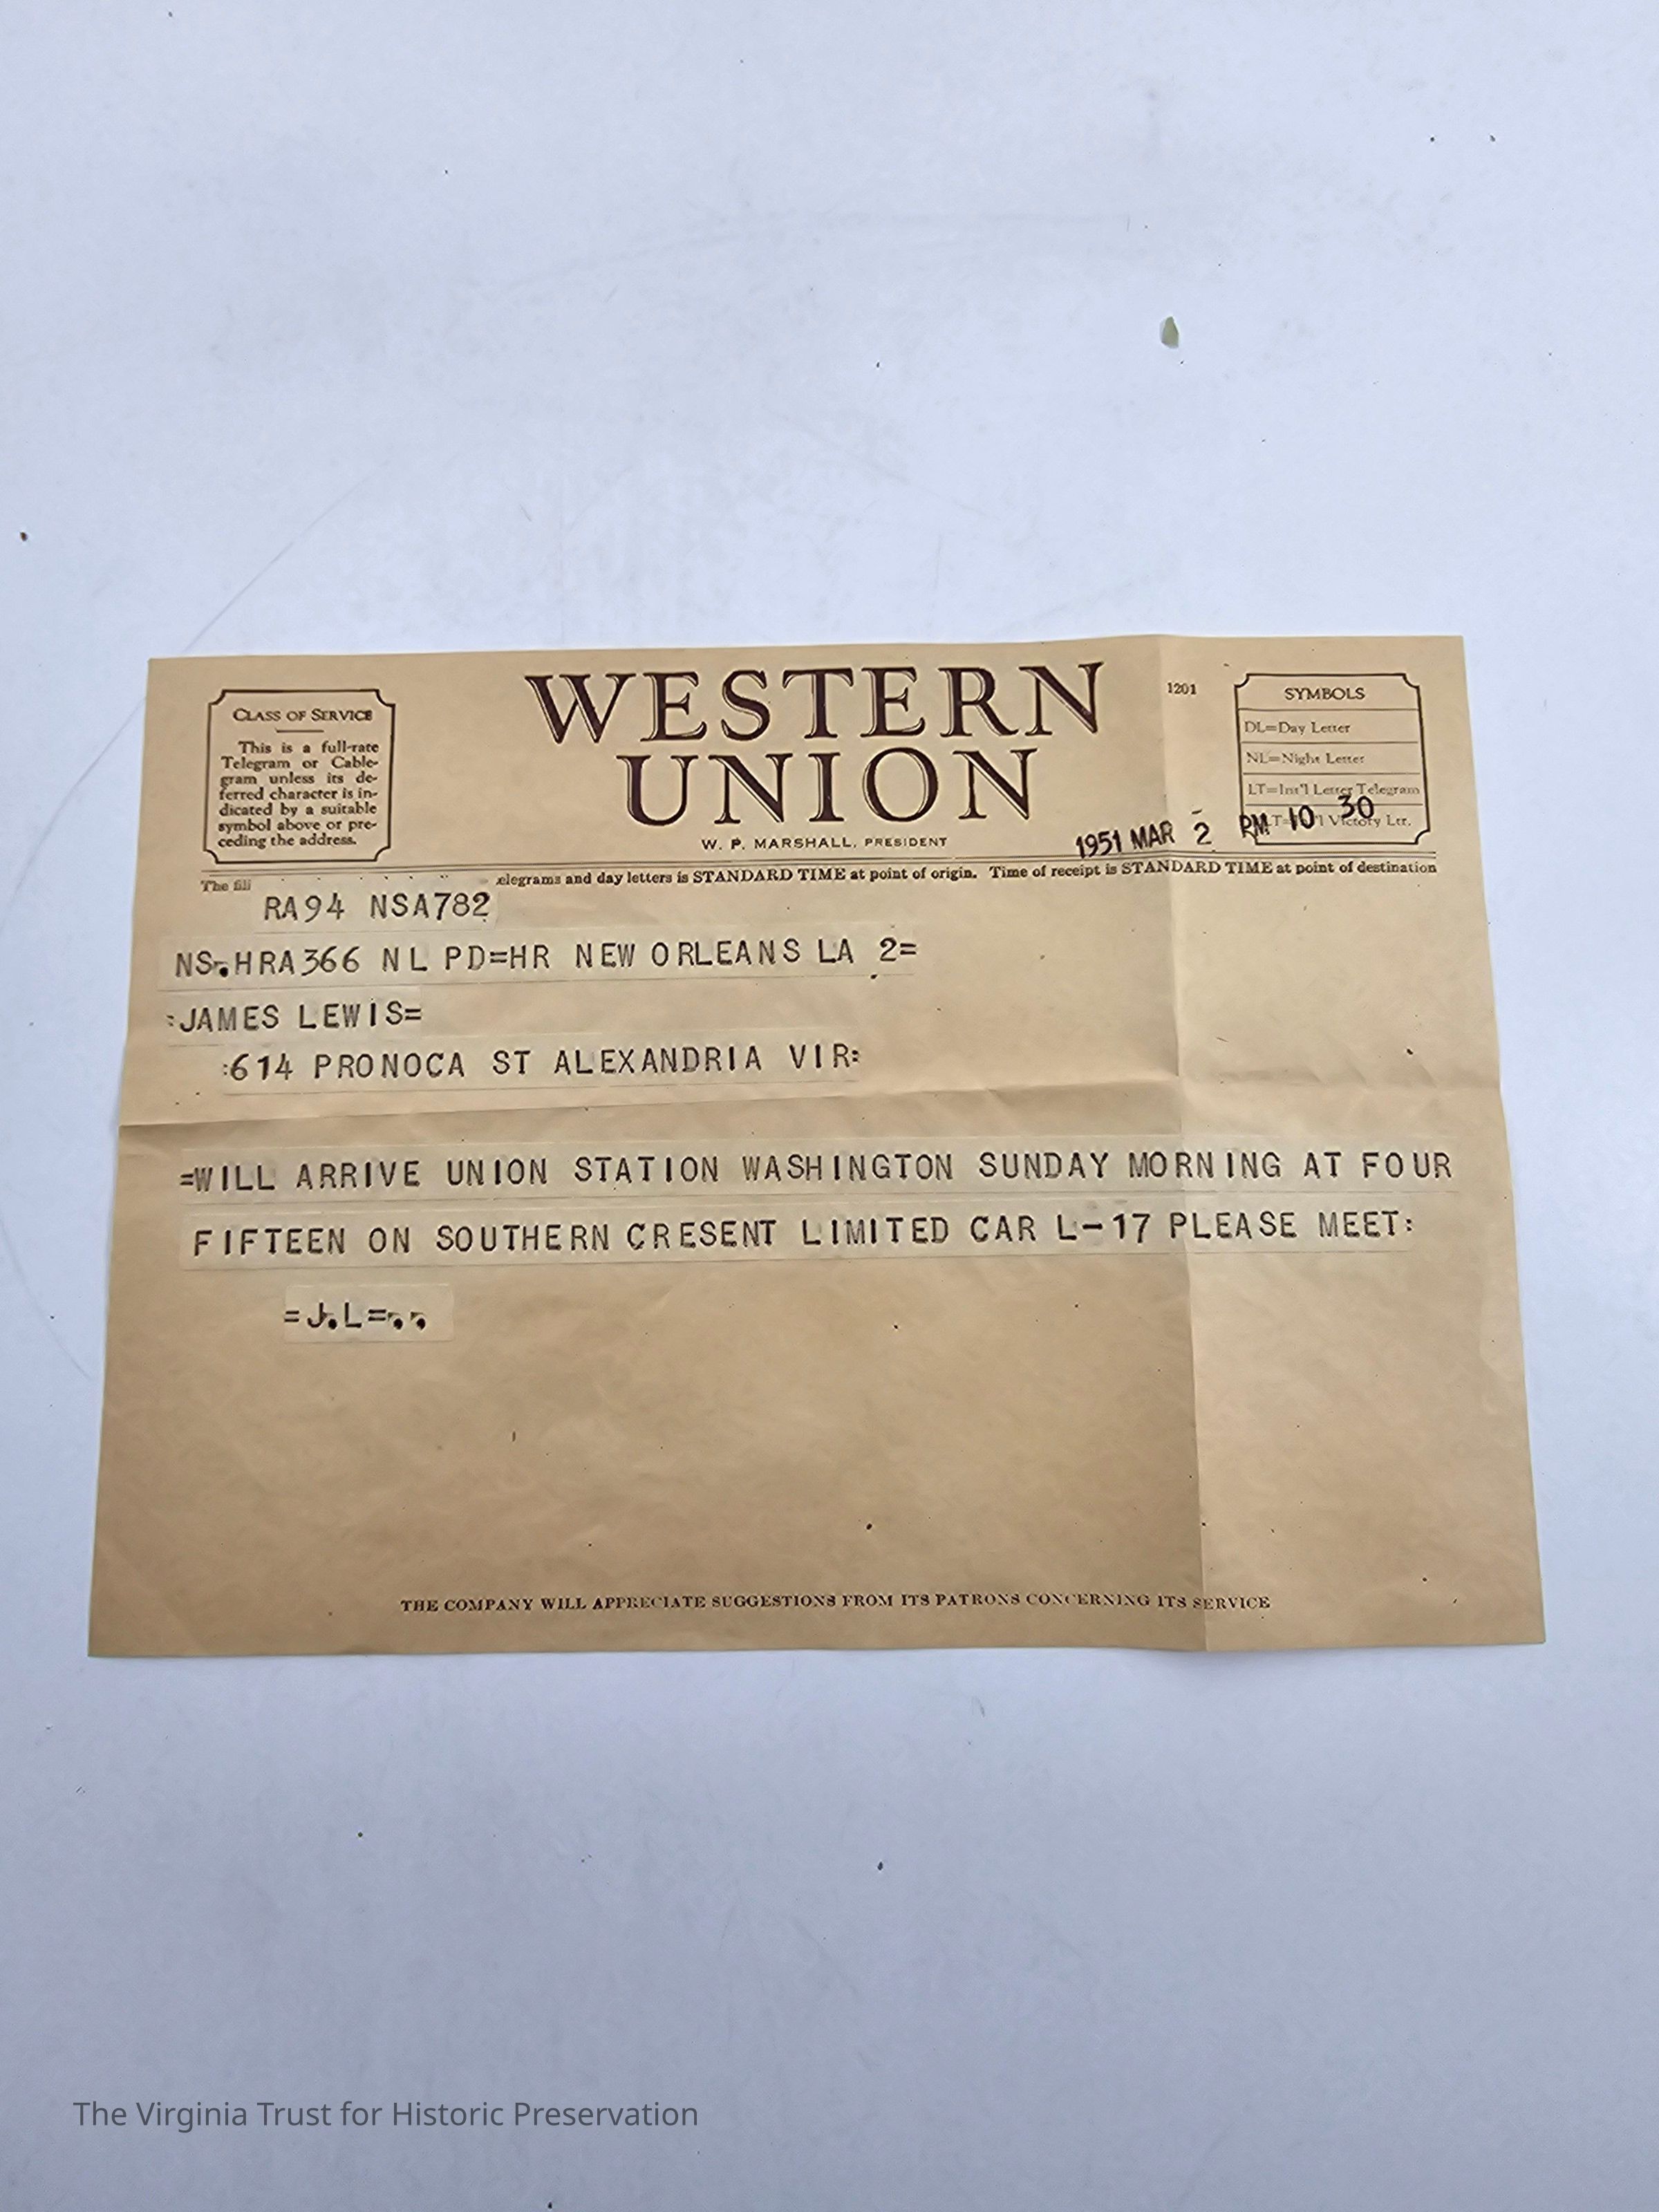 CLASS OF SERVICE
This is a full-rate
Telegram or Cable-
gram unless its de-
ferred character is in-
dicated by a suitable
symbol above or pre-
ceding the address.
WESTERN
UNION
W. P. MARSHALL, PRESIDENT
1201
SYMBOLS
DL=Day Letter
NL=Night Letter
LT=Int'l Letter Telegram
Victory Ltr.
1951 MAR 2 PM 10 30
The fili elegrams and day letters is STANDARD TIME at point of origin. Time of receipt is STANDARD TIME at point of destination
RA94 NSA782
NS.HRA366 NL PD=HR NEW ORLEANS LA 2=
:JAMES LEWIS=
:614 PRONOCA ST ALEXANDRIA VIR:
=WILL ARRIVE UNION STATION WASHINGTON SUNDAY MORNING AT FOUR
FIFTEEN ON SOUTHERN CRESENT LIMITED CAR L-17 PLEASE MEET:
=J.L=..
THE COMPANY WILL APPRECIATE SUGGESTIONS FROM ITS PATRONS CONCERNING ITS SERVICE
The Virginia Trust for Historic Preservation